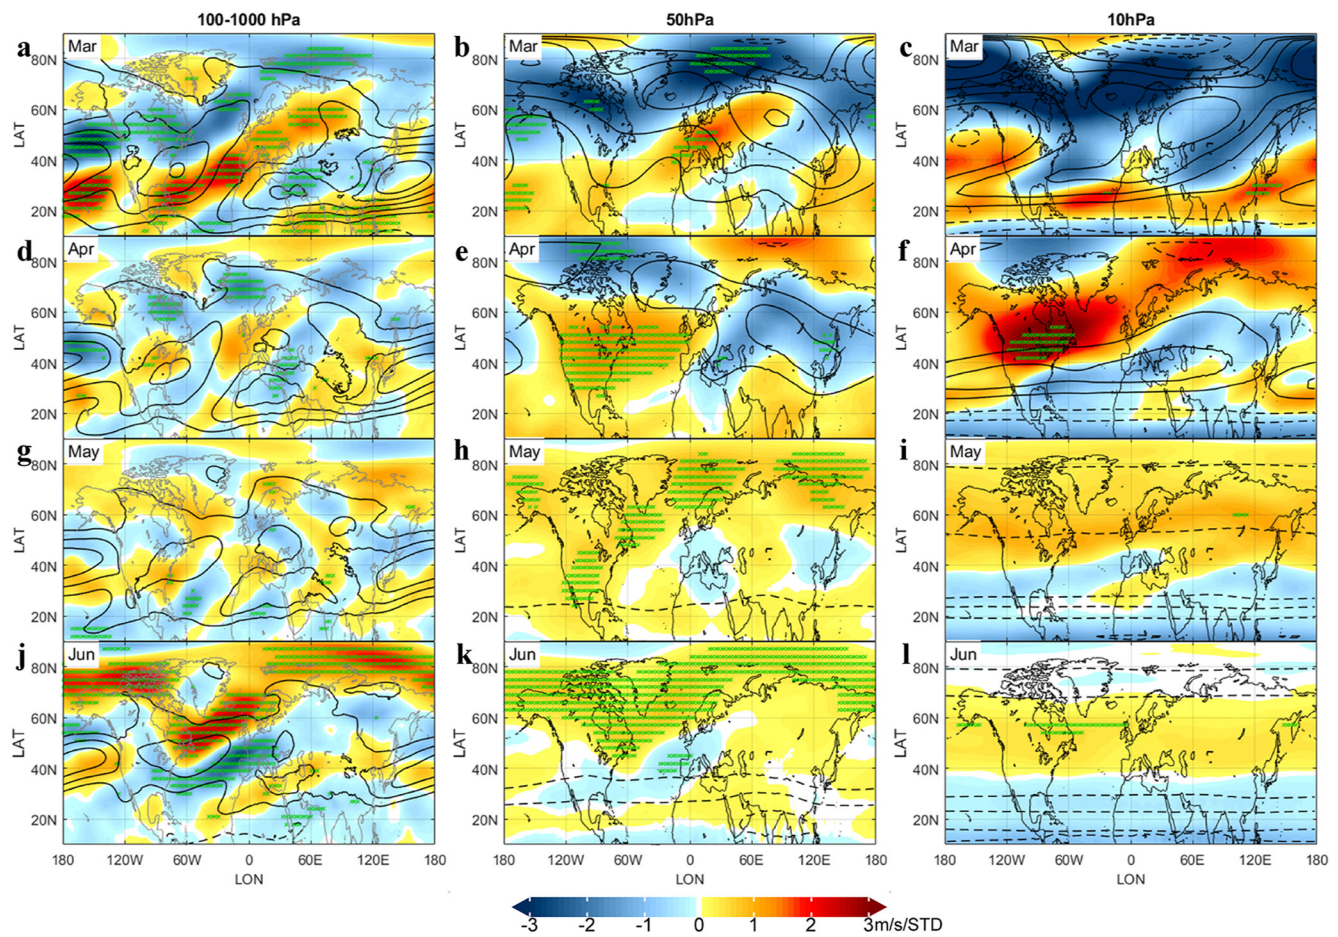 100-1000 hPa 50hPa 10hPa
a Mar b Mar c Mar
80N 80N 80N
LAT 60N LAT 60N LAT 60N
40N 40N 40N
20N 20N 20N
d Apr e Apr f Apr
80N 80N 80N
LAT 60N LAT 60N LAT 60N
40N 40N 40N
20N 20N 20N
g May h May i May
80N 80N 80N
LAT 60N LAT 60N LAT 60N
40N 40N 40N
20N 20N 20N
j Jun k Jun l Jun
80N 80N 80N
LAT 60N LAT 60N LAT 60N
40N 40N 40N
20N 20N 20N
180 120W 60W 0 60E 120E 180 180 120W 60W 0 60E 120E 180 180 120W 60W 0 60E 120E 180
LON LON LON
-3 -2 -1 0 1 2 3m/s/STD